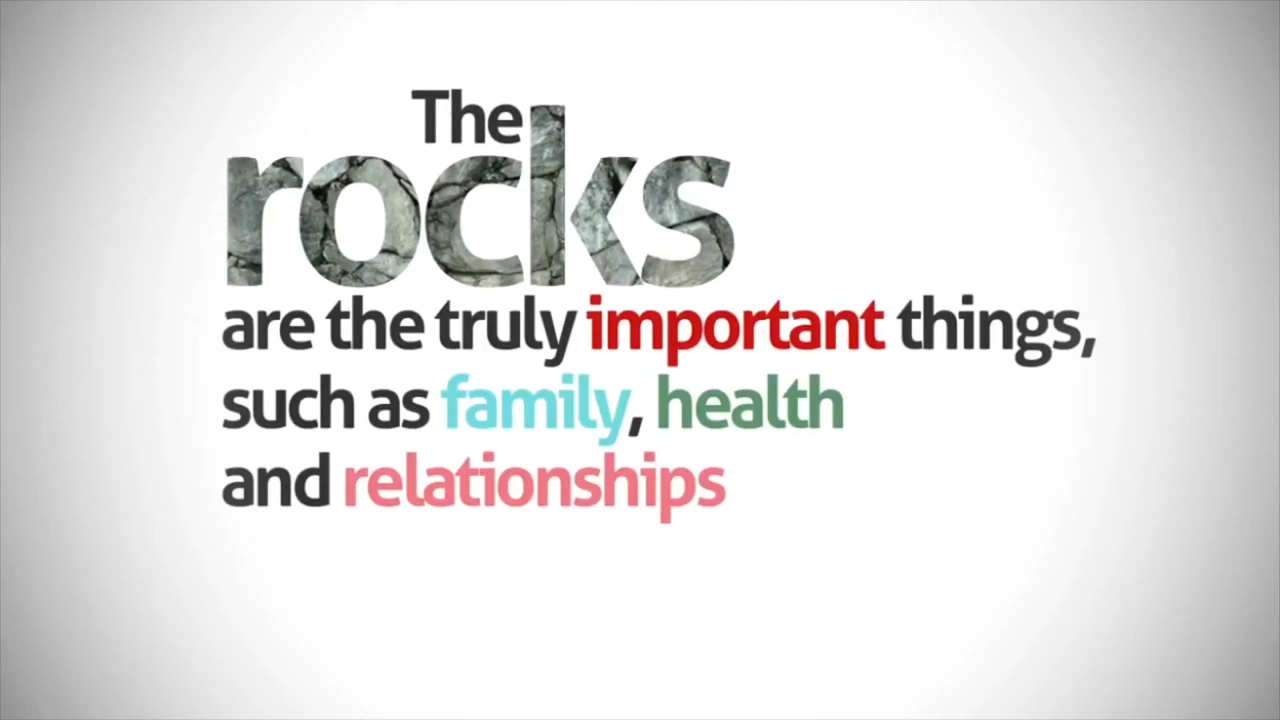 The
rocks
are the truly important things,
such as family, health
and relationships